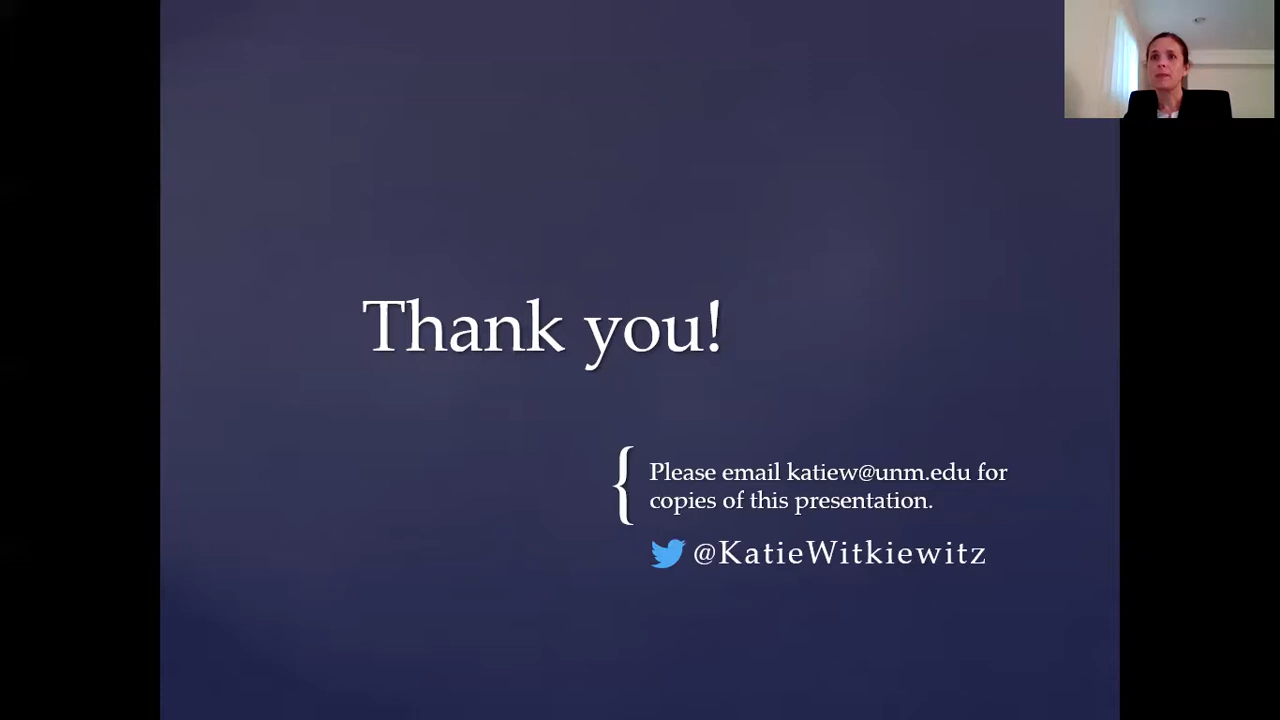 Thank you!
Please email katiew@unm.edu for
copies of this presentation.
@KatieWitkiewitz